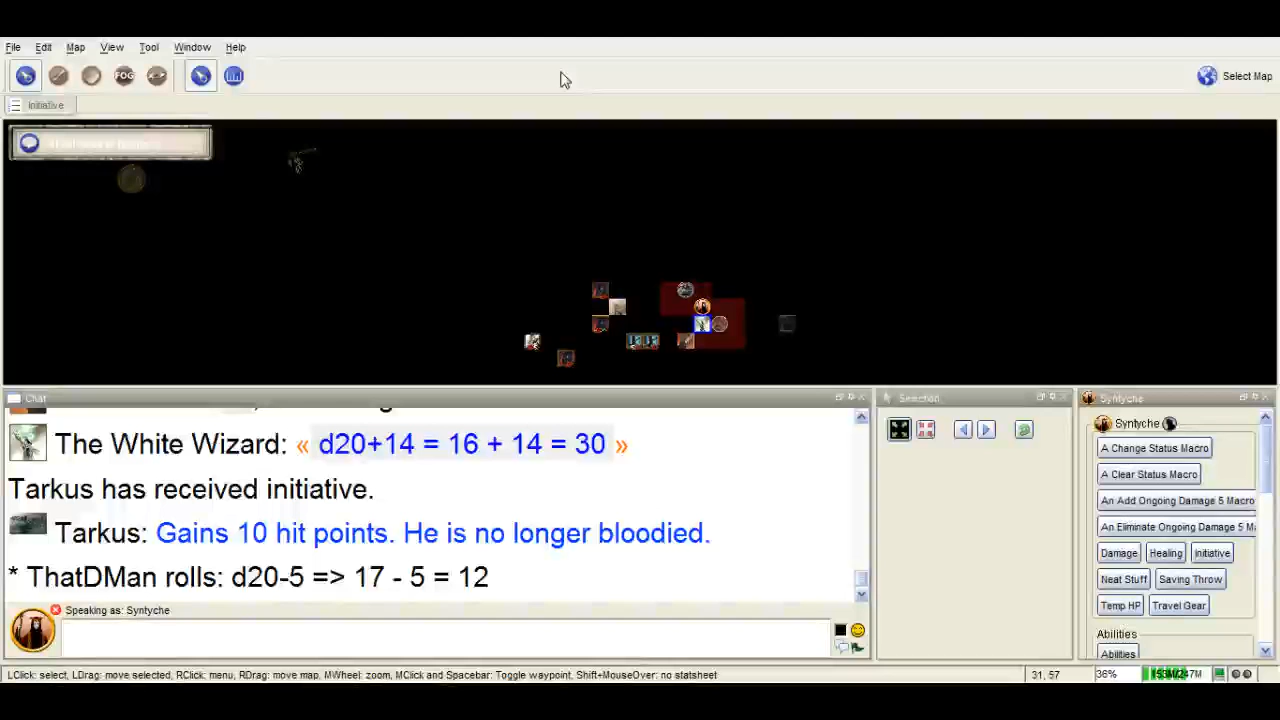 File Edit Map View Tool Window Help
FOG
Select Map
Initiative
Chat
Selection
Syntyche
The White Wizard: « d20+14 = 16 + 14 = 30 »
Tarkus has received initiative.
Tarkus: Gains 10 hit points. He is no longer bloodied.
* ThatDMan rolls: d20-5 => 17 - 5 = 12
Speaking as: Syntyche
Syntyche
A Change Status Macro
A Clear Status Macro
An Add Ongoing Damage 5 Macro
An Eliminate Ongoing Damage 5 Ma
Damage Healing Initiative
Neat Stuff Saving Throw
Temp HP Travel Gear
Abilities
Abilities
LClick: select, LDrag: move selected, RClick: menu, RDrag: move map, MWheel: zoom, MClick and Spacebar: Toggle waypoint, Shift+MouseOver: no statsheet
31, 57
36%
153M/247M